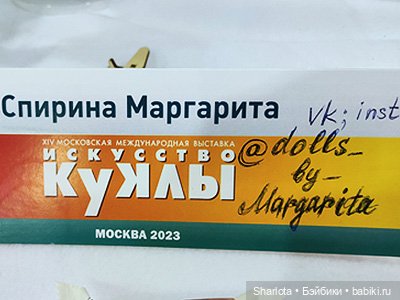 Спирина Маргарита vk; inst
XIV МОСКОВСКАЯ МЕЖДУНАРОДНАЯ ВЫСТАВКА
ИСКУССТВО
КУКЛЫ
@dolls_
by_
Margarita
МОСКВА 2023
Sharlota • Бэйбики • babiki.ru